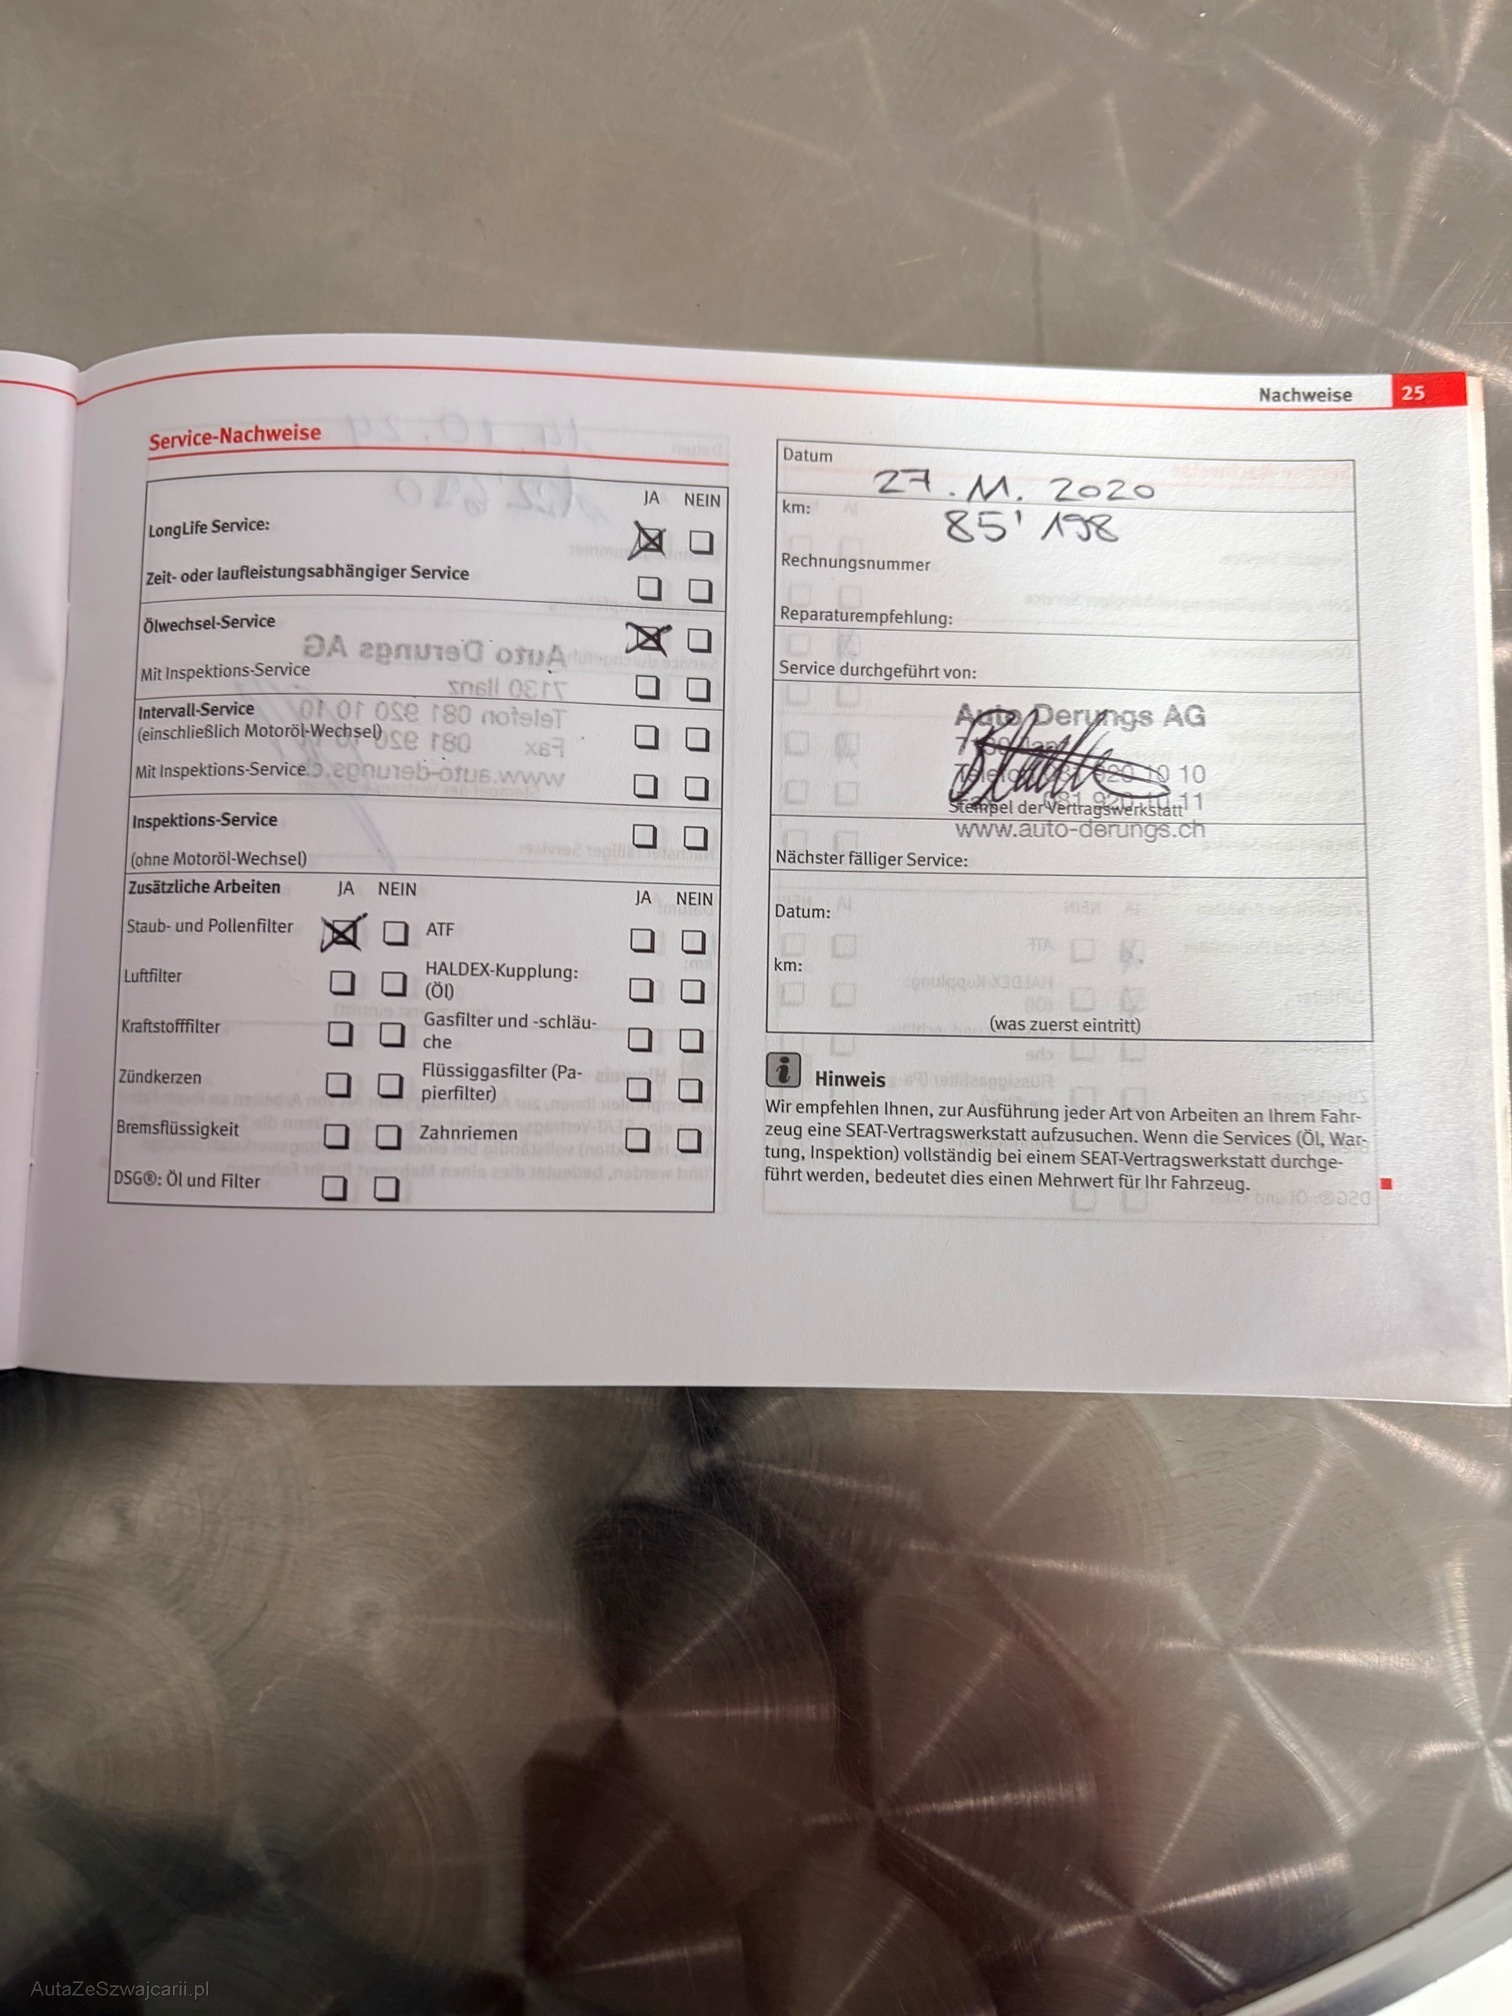 Nachweise 25
Service-Nachweise
JA NEIN
LongLife Service:
Zeit- oder laufleistungsabhängiger Service
Ölwechsel-Service
Mit Inspektions-Service
Intervall-Service
(einschließlich Motoröl-Wechsel)
Mit Inspektions-Service
Inspektions-Service
(ohne Motoröl-Wechsel)
Zusätzliche Arbeiten JA NEIN JA NEIN
Staub- und Pollenfilter ATF
Luftfilter HALDEX-Kupplung:
(Öl)
Kraftstofffilter Gasfilter und -schläu-
che
Zündkerzen Flüssiggasfilter (Pa-
pierfilter)
Bremsflüssigkeit Zahnriemen
DSG®: Öl und Filter
Datum
27.11.2020
km:
85'198
Rechnungsnummer
Reparaturempfehlung:
Service durchgeführt von:
Auto Derungs AG
10 10
Stempel der Vertragswerkstatt
11
www.auto-derungs.ch
Nächster fälliger Service:
Datum:
km:
(was zuerst eintritt)
i Hinweis
Wir empfehlen Ihnen, zur Ausführung jeder Art von Arbeiten an Ihrem Fahr-
zeug eine SEAT-Vertragswerkstatt aufzusuchen. Wenn die Services (Öl, War-
tung, Inspektion) vollständig bei einem SEAT-Vertragswerkstatt durchge-
führt werden, bedeutet dies einen Mehrwert für Ihr Fahrzeug.
AutaZeSzwajcarii.pl